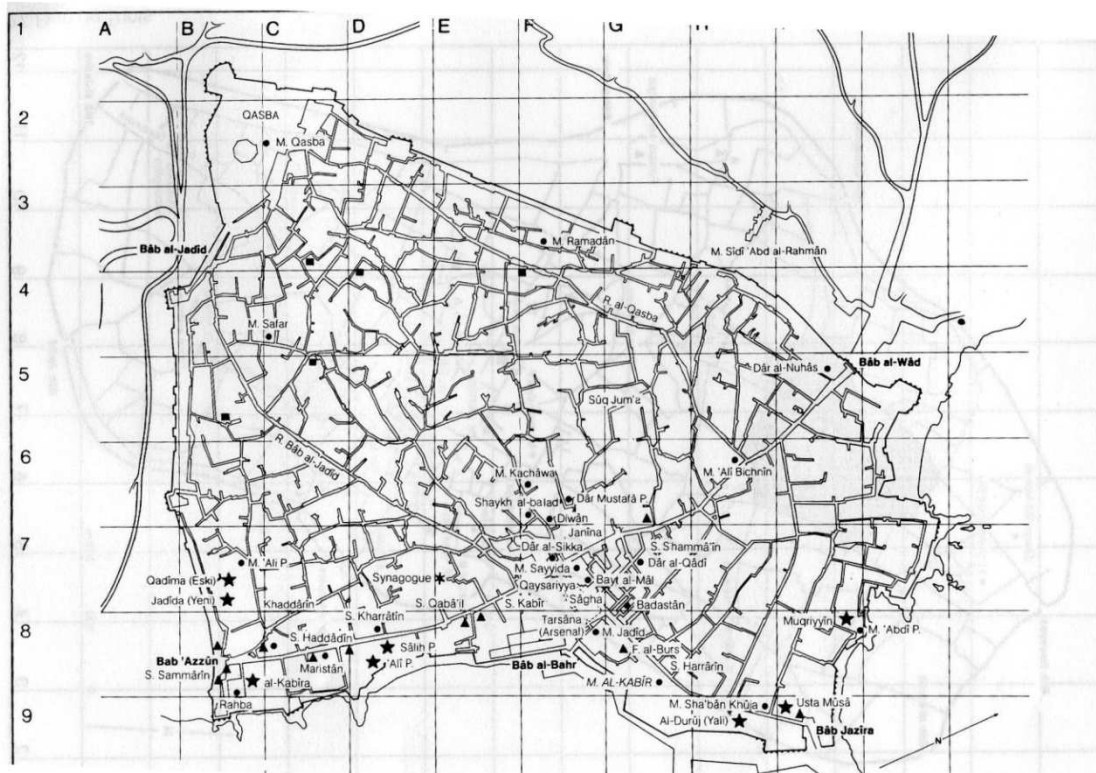 1
A
B
C
D
E
F
G
H
2
QASBA
M. Qasba
3
Bâb al-Jadîd
M. Ramadân
M. Sîdî 'Abd al-Rahmân
4
R. al-Qasba
M. Safar
5
Dâr al-Nuhâs
Bâb al-Wâd
Sûq Jum'a
R. Bâb al-Jadîd
6
M. Kachâwa
M. 'Alî Bichnîn
Shaykh al-balad
Dâr Mustafâ P.
Dîwân
7
Janîna
Dâr al-Sikka
S. Shammâ'în
M. 'Ali P.
M. Sayyida
Dâr al-Qâdî
Qadîma (Eski)
Synagogue
Qaysariyya
Bayt al-Mâl
Jadîda (Yeni)
Khaddârîn
S. Qabâ'il
S. Kabîr
Sâgha
Badastân
8
S. Kharrâtîn
Tarsâna
(Arsenal)
M. Jadîd
Muqriyyîn
M. 'Abdî P.
S. Haddâdîn
Sâlih P.
F. al-Burs
Bab 'Azzûn
Maristân
'Alî P.
Bâb al-Bahr
S. Harrârîn
S. Sammârîn
al-Kabîra
M. AL-KABÎR
Rahba
9
M. Sha'bân Khûja
Usta Mûsâ
Al-Durûj (Yali)
Bâb Jazîra
N